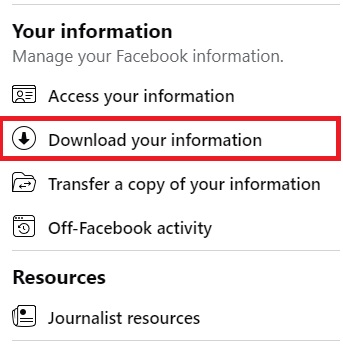 Your information
Manage your Facebook information.
Access your information
Download your information
Transfer a copy of your information
Off-Facebook activity
Resources
Journalist resources